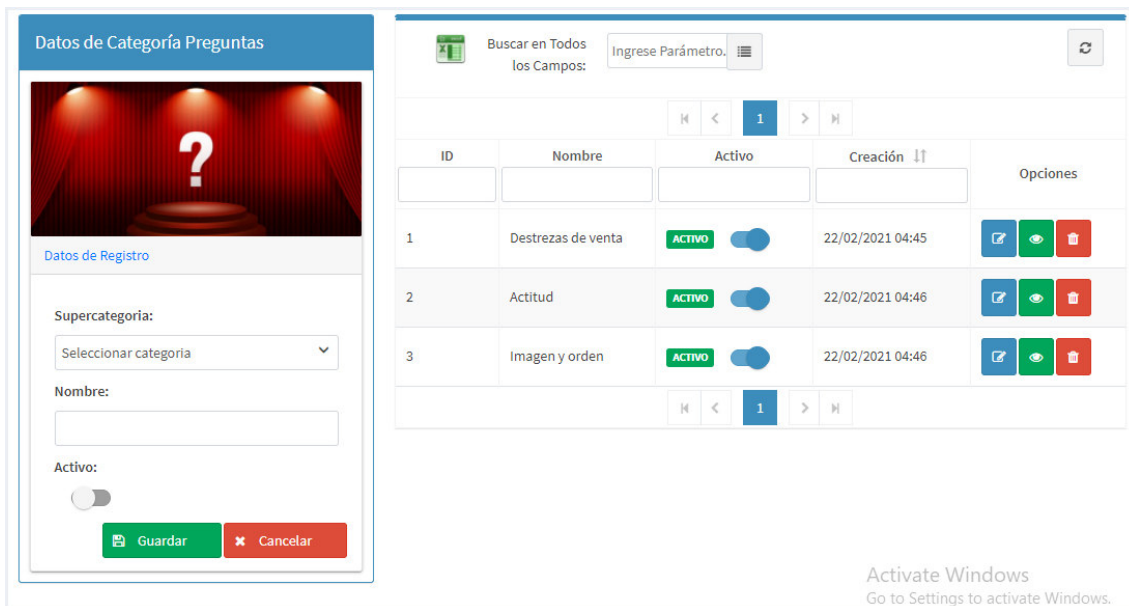 Datos de Categoría Preguntas
?
Datos de Registro
Supercategoria:
Seleccionar categoria
Nombre:
Activo:
Guardar
Cancelar
Buscar en Todos
los Campos:
Ingrese Parámetro.
1
ID Nombre Activo Creación Opciones
1 Destrezas de venta ACTIVO 22/02/2021 04:45
2 Actitud ACTIVO 22/02/2021 04:46
3 Imagen y orden ACTIVO 22/02/2021 04:46
1
Activate Windows
Go to Settings to activate Windows.